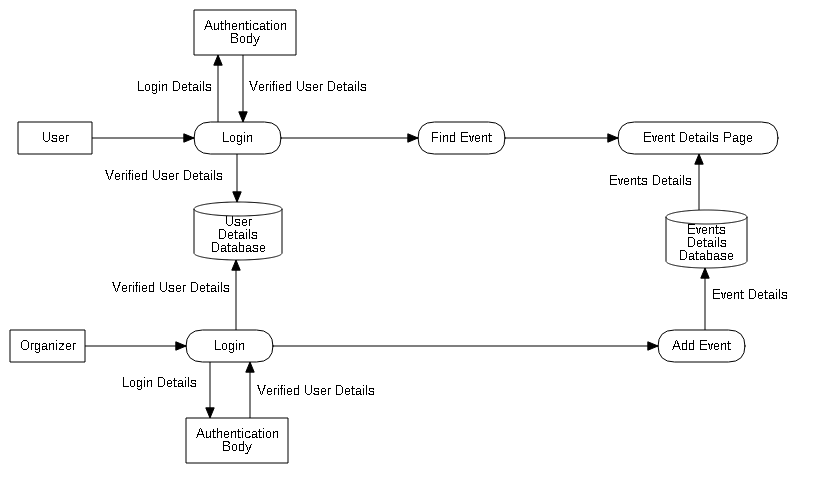 Authentication
Body
Login Details
Verified User Details
User
Login
Find Event
Event Details Page
Verified User Details
Events Details
User
Details
Database
Events
Details
Database
Verified User Details
Event Details
Organizer
Login
Add Event
Login Details
Verified User Details
Authentication
Body